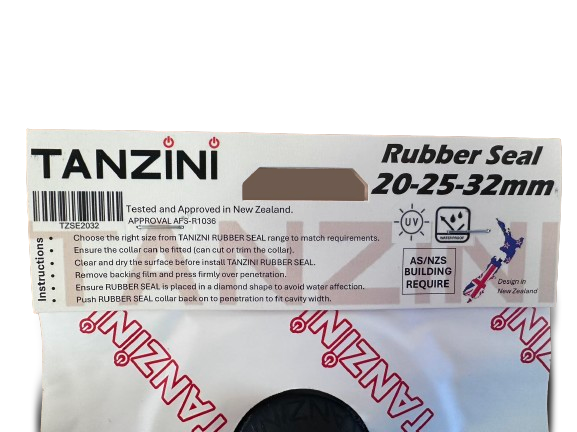 TANZINI
Rubber Seal
20-25-32mm
TZSE2032
Tested and Approved in New Zealand.
APPROVAL AFS-R1036
UV
WATERPROOF
AS/NZS
BUILDING
REQUIRE
Design in
New Zealand
Instructions
• Choose the right size from TANIZNI RUBBER SEAL range to match requirements.
• Ensure the collar can be fitted (can cut or trim the collar).
• Clear and dry the surface before install TANZINI RUBBER SEAL.
• Remove backing film and press firmly over penetration.
• Ensure RUBBER SEAL is placed in a diamond shape to avoid water affection.
• Push RUBBER SEAL collar back on to penetration to fit cavity width.
TANZINI
TANZINI
TANZINI
TANZINI
TANZINI